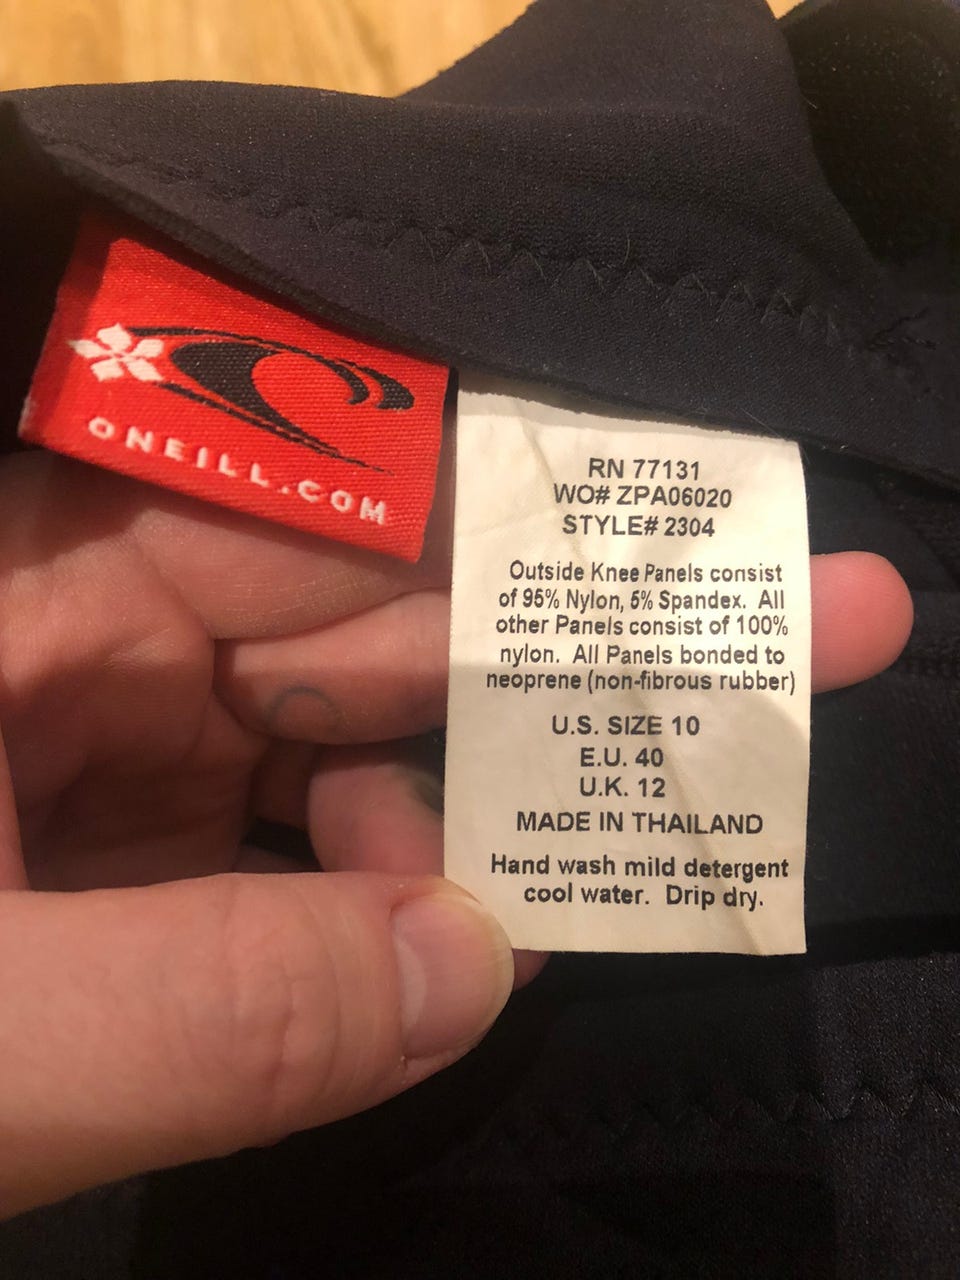 ONEILL.COM
RN 77131
WO# ZPA06020
STYLE# 2304
Outside Knee Panels consist
of 95% Nylon, 5% Spandex. All
other Panels consist of 100%
nylon. All Panels bonded to
neoprene (non-fibrous rubber)
U.S. SIZE 10
E.U. 40
U.K. 12
MADE IN THAILAND
Hand wash mild detergent
cool water. Drip dry.